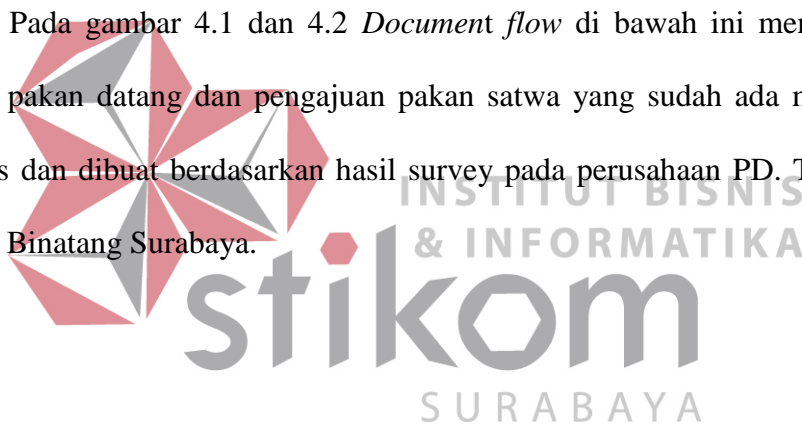 Pada gambar 4.1 dan 4.2 Document flow di bawah ini
pakan datang dan pengajuan pakan satwa yang sudah ada
dan dibuat berdasarkan hasil survey pada perusahaan PD.
INSTITUT BISNIS
Binatang Surabaya.
& INFORMATIKA
stikom
SURABAYA